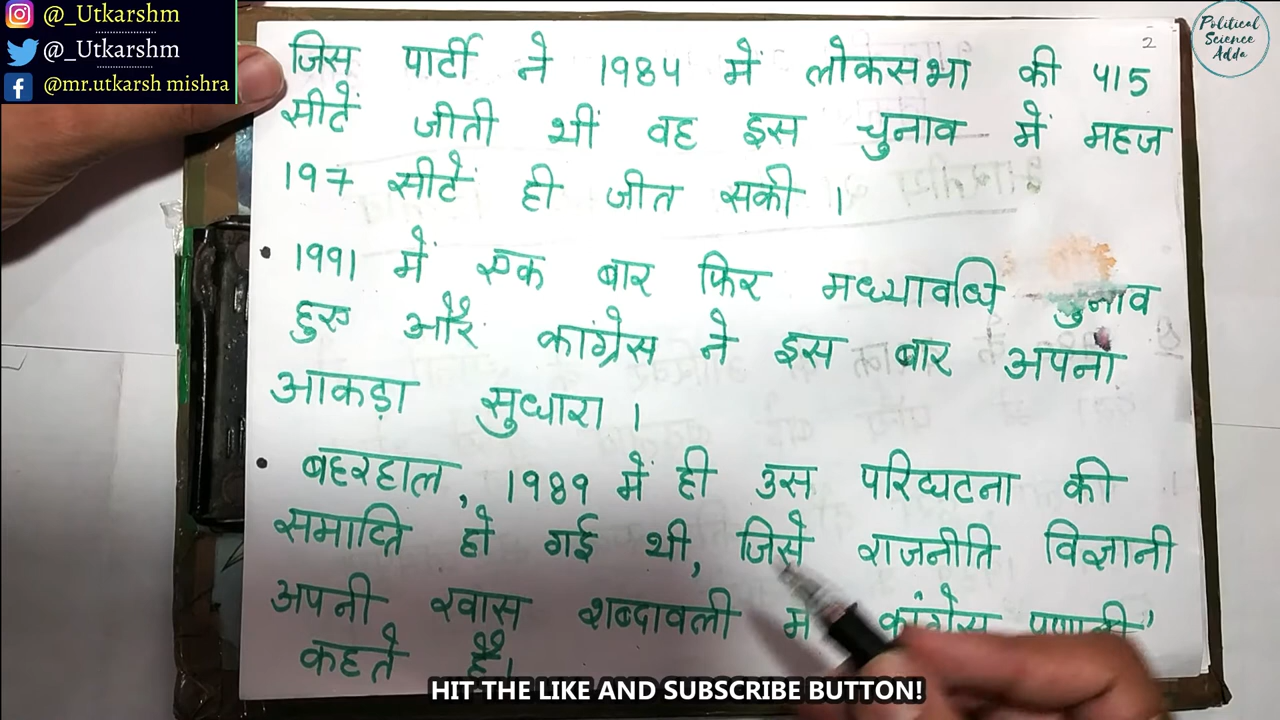 @_Utkarshm
@_Utkarshm
@mr.utkarsh mishra
Political
Science
Adda
2
जिस पार्टी ने 1984 में लोकसभा की 415
सीटें जीती थीं वह इस चुनाव में महज
197 सीटें ही जीत सकी ।
• 1991 में एक बार फिर मध्यावधि चुनाव
हुए और कांग्रेस ने इस बार अपना
आकड़ा सुधारा ।
• बहरहाल, 1989 में ही उस परिघटना की
समाप्ति हो गई थी, जिसे राजनीति विज्ञानी
अपनी खास शब्दावली में कांग्रेस प्रणाली'
कहते है।
HIT THE LIKE AND SUBSCRIBE BUTTON!